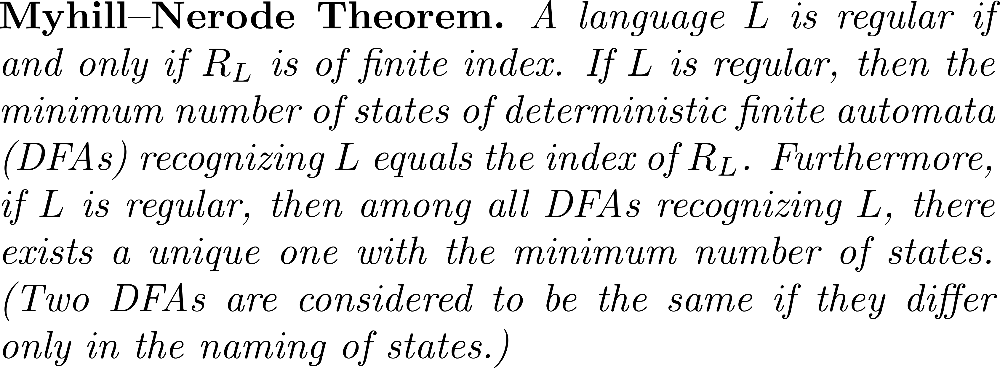 Myhill–Nerode Theorem. A language L is regular if
and only if R_L is of finite index. If L is regular, then the
minimum number of states of deterministic finite automata
(DFAs) recognizing L equals the index of R_L. Furthermore,
if L is regular, then among all DFAs recognizing L, there
exists a unique one with the minimum number of states.
(Two DFAs are considered to be the same if they differ
only in the naming of states.)